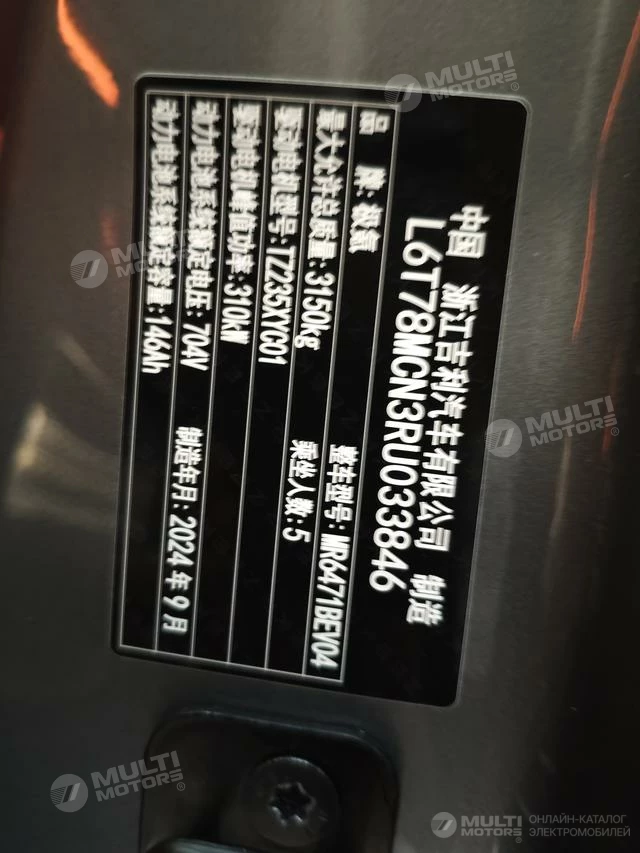 中国 浙江吉利汽车有限公司 制造
L6T78MCN3RU033846
品 牌:极氪 整车型号:MR6471BEV04
最大允许总质量:3150kg 乘坐人数:5
驱动电机型号:TZ235XYC01
驱动电机峰值功率:310kW
动力电池系统额定电压:704V 制造年月:2024年9月
动力电池系统额定容量:146Ah
MULTI MOTORS®
MULTI MOTORS®
MULTI MOTORS®
MULTI MOTORS®
MULTI MOTORS® ОНЛАЙН-КАТАЛОГ ЭЛЕКТРОМОБИЛЕЙ